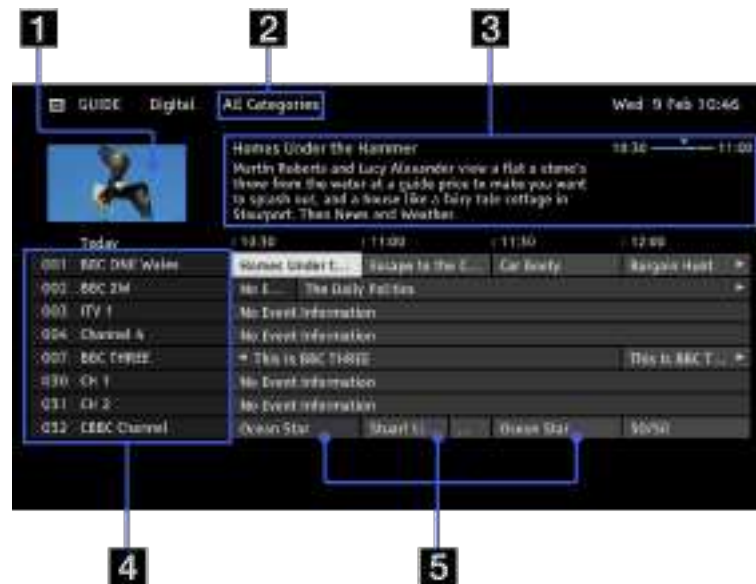 1 2 3
GUIDE Digital All Categories Wed 9 Feb 10:46
Homes Under the Hammer 10:30 11:00
Martin Roberts and Lucy Alexander view a flat a stone's
throw from the water at a guide price to make you want
to splash out, and a house like a fairy tale cottage in
Stourport. Then News and Weather.
Today 10:30 11:00 11:30 12:00
001 BBC ONE Wales Homes Under t... Escape to the C... Car Booty Bargain Hunt
002 BBC 2W No E... The Daily Politics
003 ITV 1 No Event Information
004 Channel 4 No Event Information
007 BBC THREE This is BBC THREE This is BBC T...
030 CH 1 No Event Information
031 CH 2 No Event Information
032 CBBC Channel Ocean Star Stuart ... Ocean Star 50/50
4 5